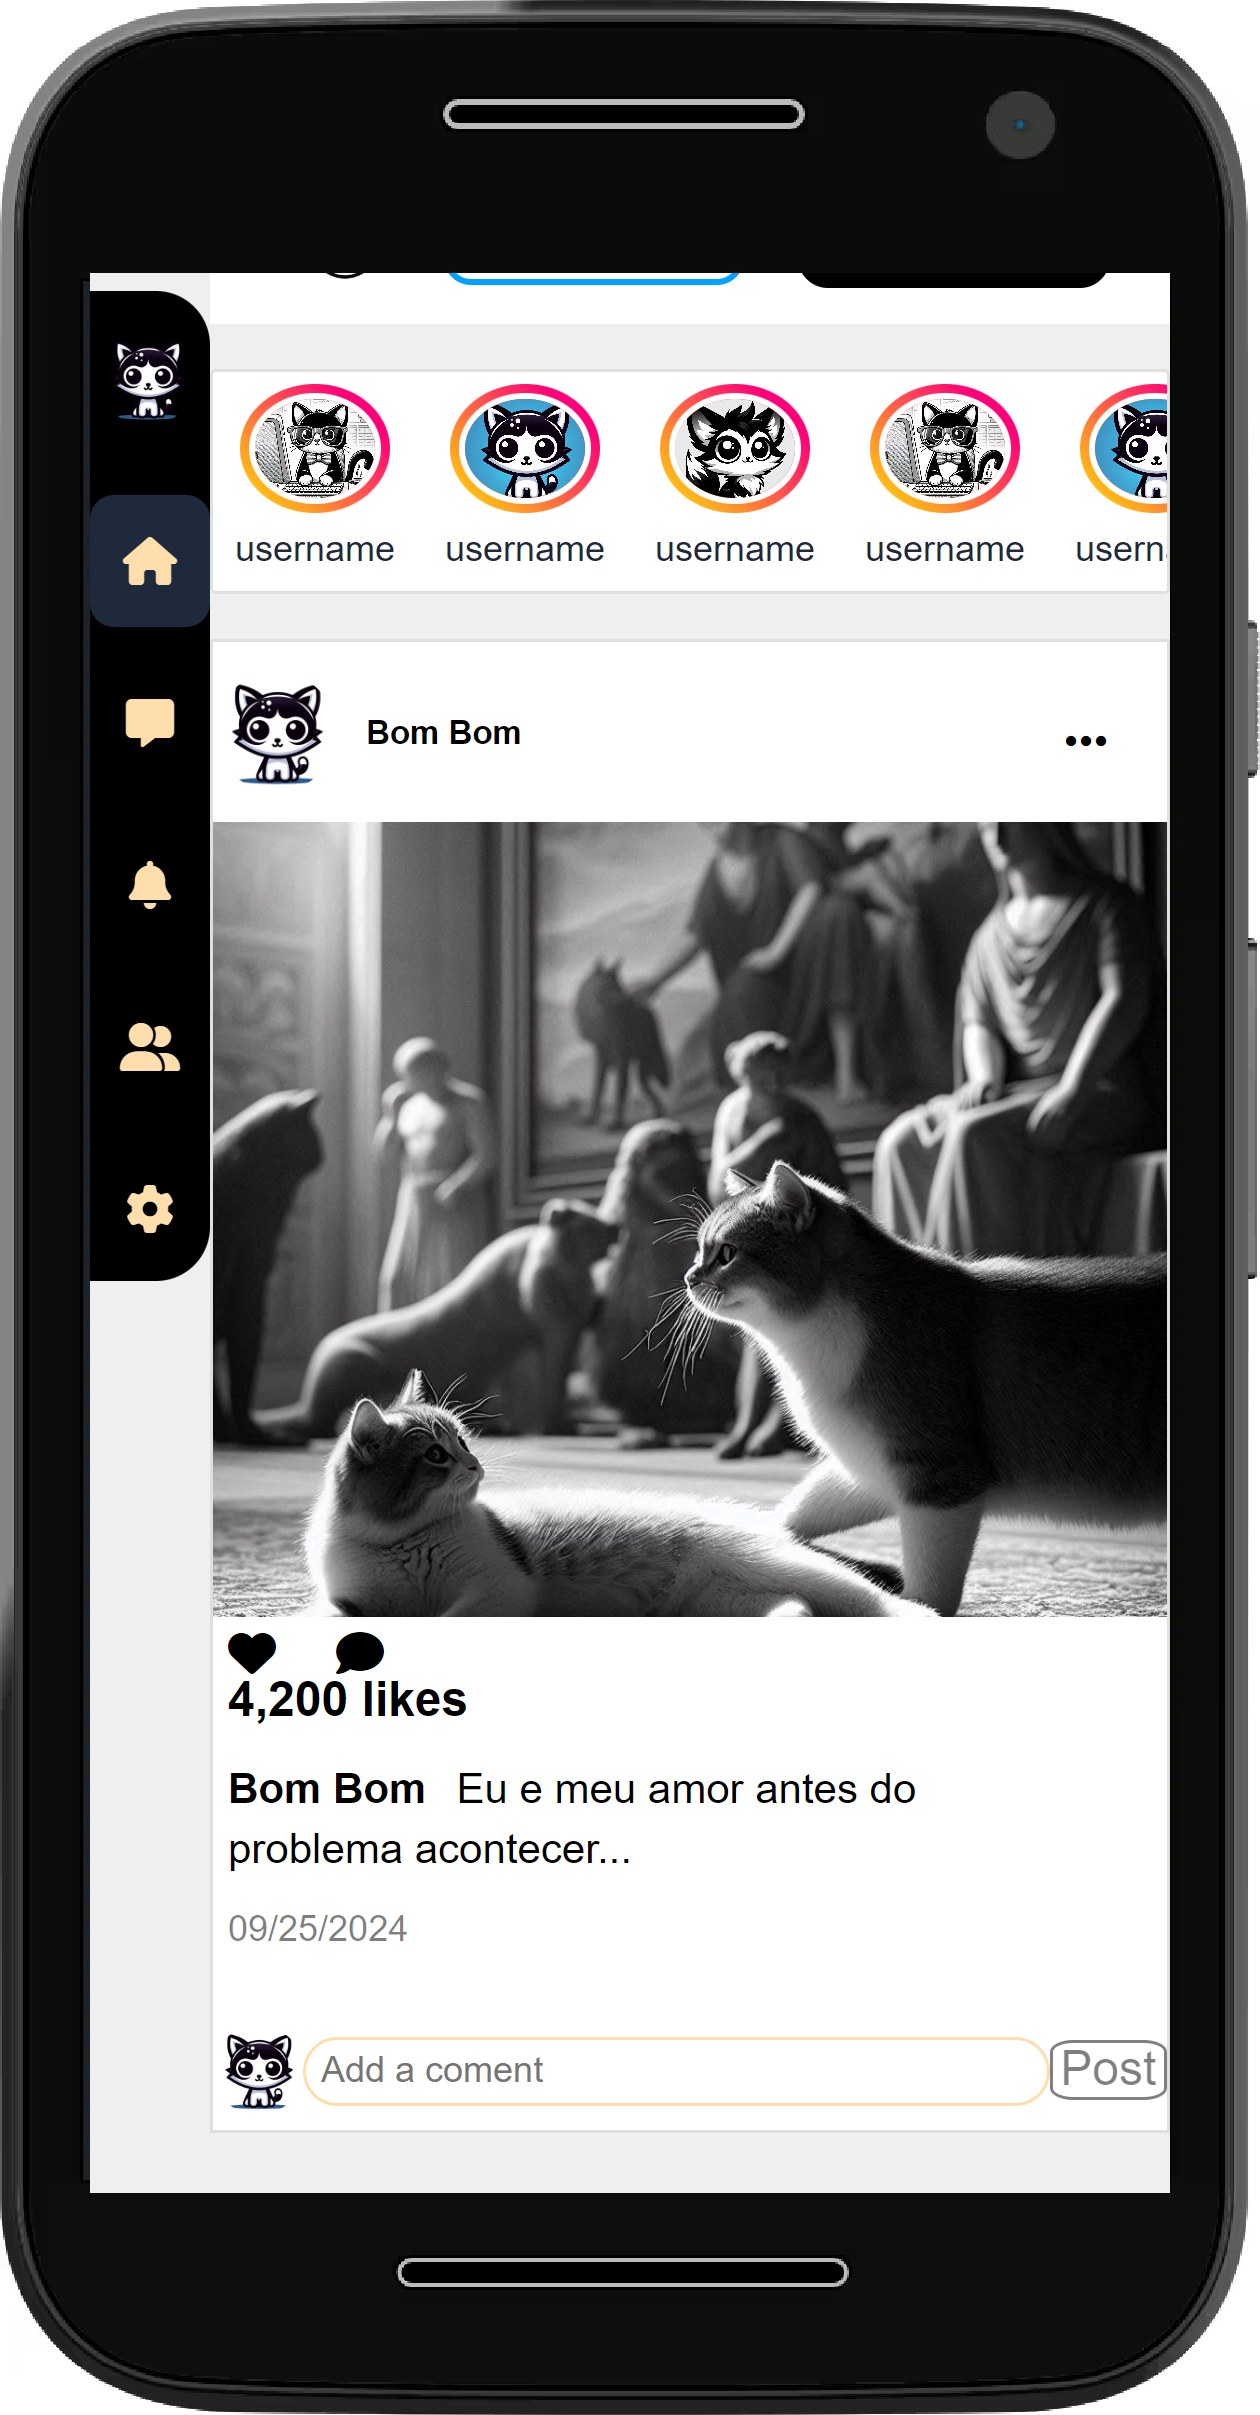 username username username username usern
Bom Bom
4,200 likes
Bom Bom Eu e meu amor antes do
problema acontecer...
09/25/2024
Add a coment Post